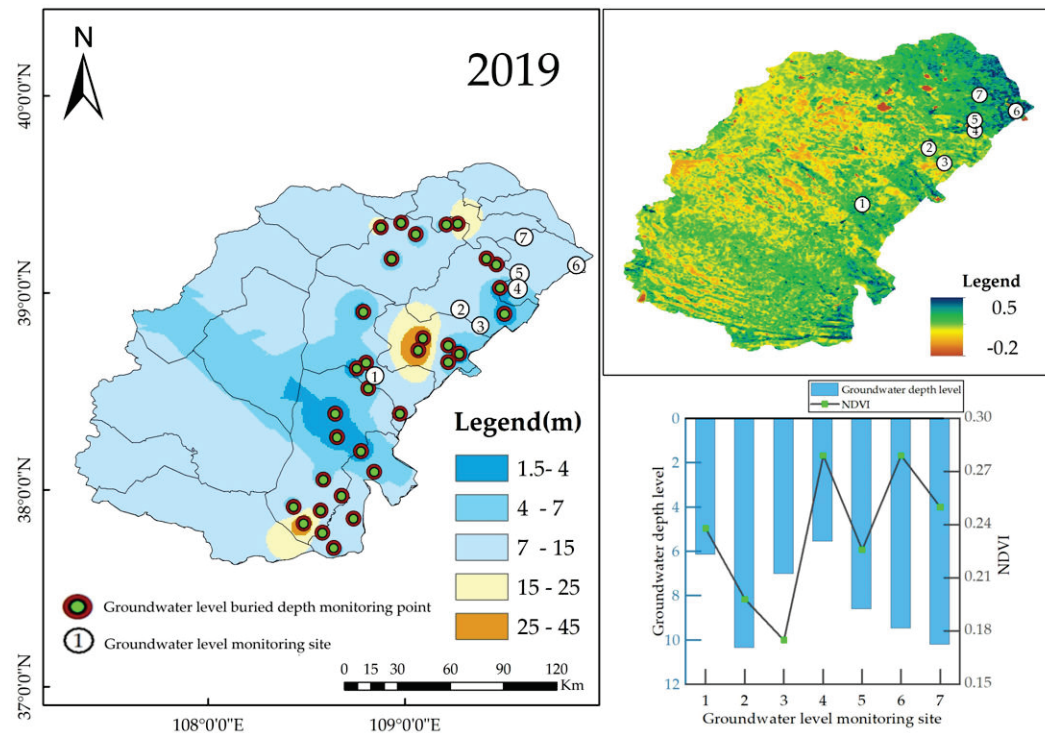 N
2019
40°0'0"N
39°0'0"N
38°0'0"N
37°0'0"N
108°0'0"E
109°0'0"E
7
6
5
4
2
3
1
Legend(m)
1.5- 4
4 - 7
7 - 15
15 - 25
25 - 45
Groundwater level buried depth monitoring point
1 Groundwater level monitoring site
0 15 30 60 90 120
Km
7
6
5
4
2
3
1
Legend
0.5
-0.2
Groundwater depth level
NDVI
0
2
4
6
8
10
12
Groundwater depth level
0.30
0.27
0.24
0.21
0.18
0.15
NDVI
1 2 3 4 5 6 7
Groundwater level monitoring site